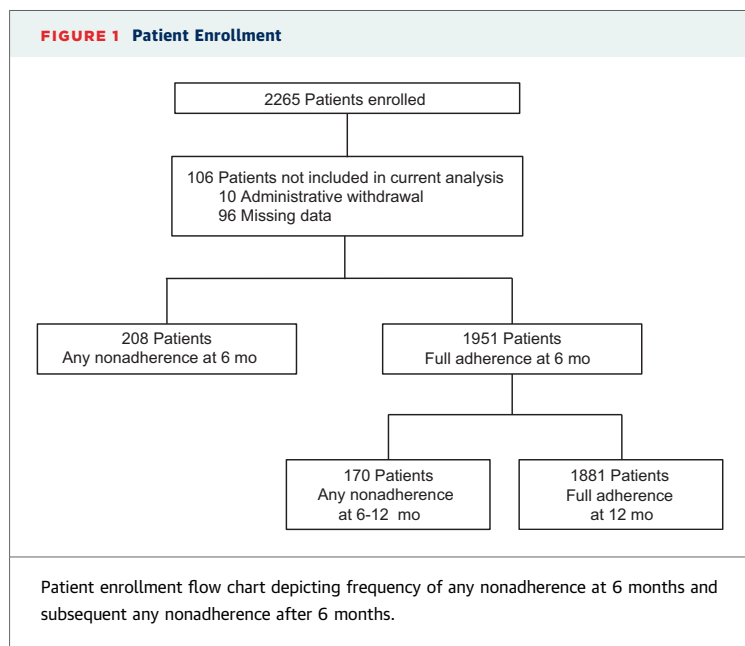 FIGURE 1 Patient Enrollment
2265 Patients enrolled
106 Patients not included in current analysis
10 Administrative withdrawal
96 Missing data
208 Patients
Any nonadherence at 6 mo
1951 Patients
Full adherence at 6 mo
170 Patients
Any nonadherence
at 6-12 mo
1881 Patients
Full adherence
at 12 mo
Patient enrollment flow chart depicting frequency of any nonadherence at 6 months and
subsequent any nonadherence after 6 months.